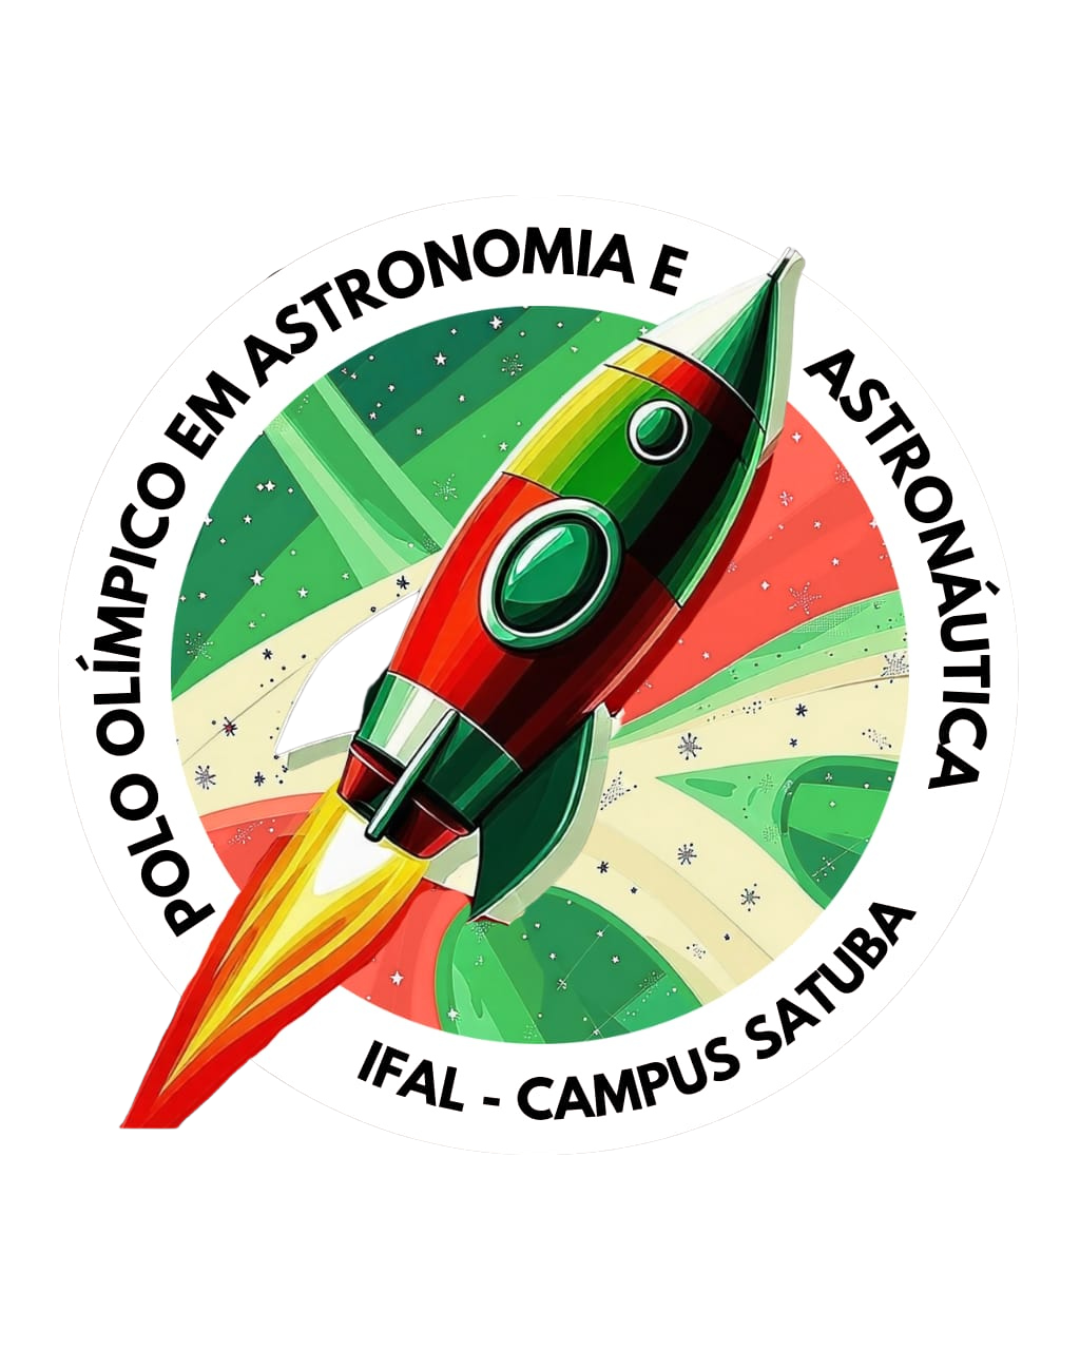 POLO OLÍMPICO EM ASTRONOMIA E ASTRONÁUTICA
IFAL - CAMPUS SATUBA